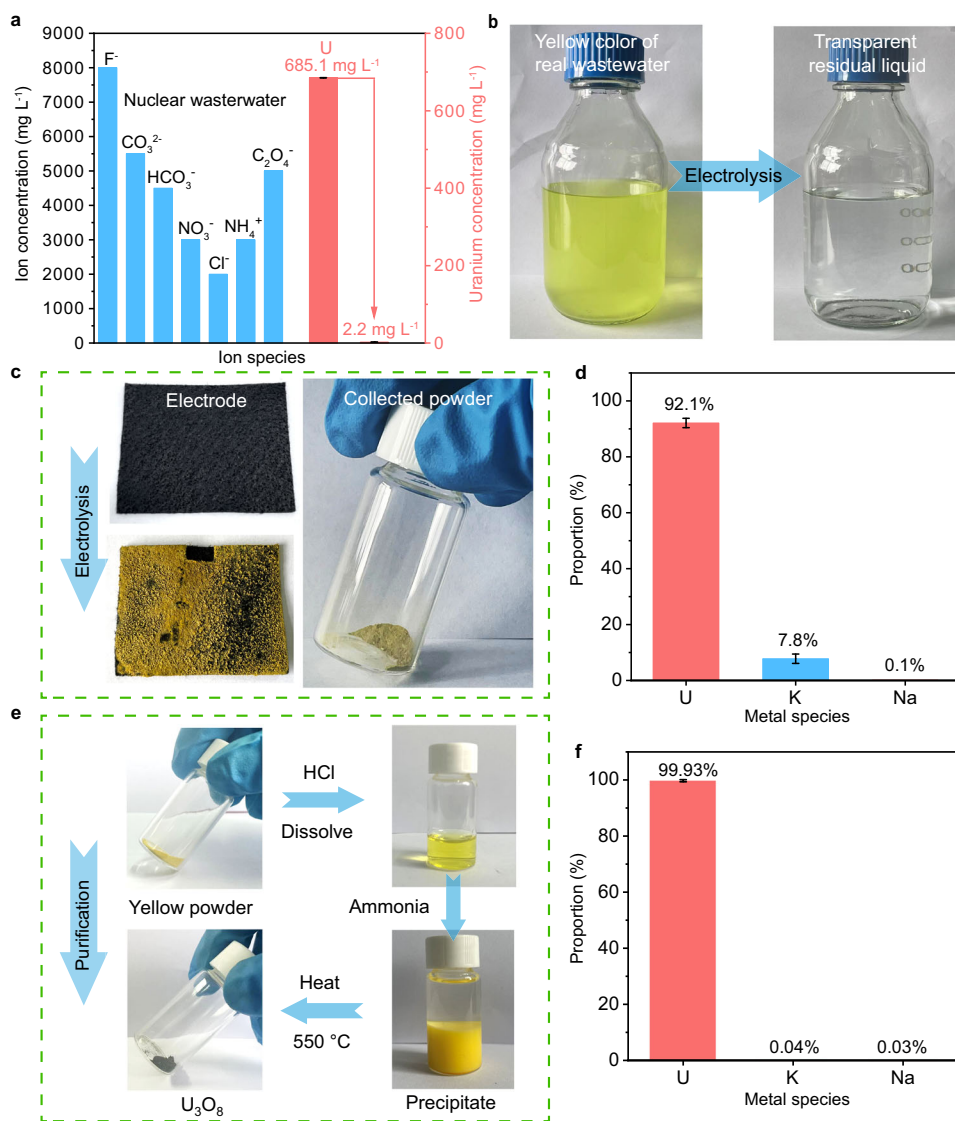 a
Ion concentration (mg L⁻¹)
9000
8000
7000
6000
5000
4000
3000
2000
1000
0
F⁻
CO₃²⁻
HCO₃⁻
NO₃⁻
Cl⁻
NH₄⁺
C₂O₄⁻
Nuclear wasterwater
U
685.1 mg L⁻¹
2.2 mg L⁻¹
800
600
400
200
0
Uranium concentration (mg L⁻¹)
Ion species
b
Yellow color of
real wastewater
Electrolysis
Transparent
residual liquid
c
Electrolysis
Electrode
Collected powder
d
Proportion (%)
100
80
60
40
20
0
92.1%
7.8%
0.1%
U K Na
Metal species
e
Purification
HCl
Dissolve
Yellow powder
Ammonia
Heat
550 °C
U₃O₈
Precipitate
f
Proportion (%)
100
80
60
40
20
0
99.93%
0.04%
0.03%
U K Na
Metal species